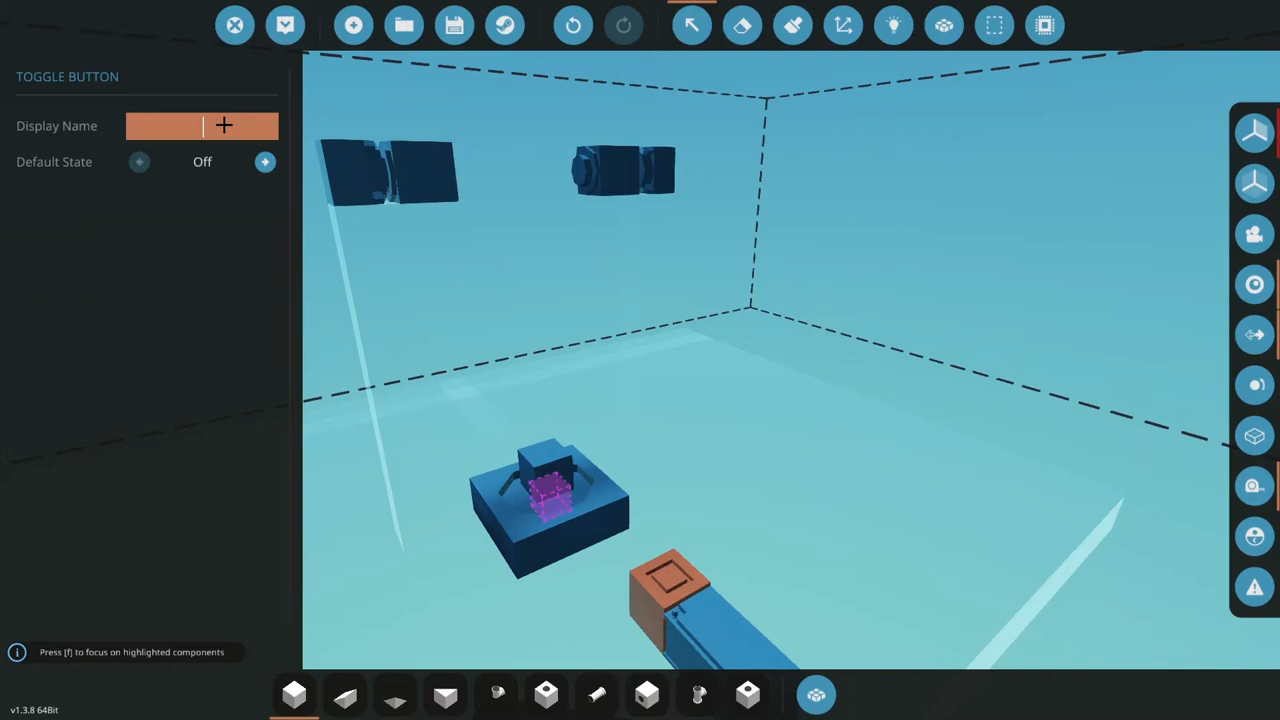 TOGGLE BUTTON
Display Name
Default State Off
Press [f] to focus on highlighted components
v1.3.8 64Bit